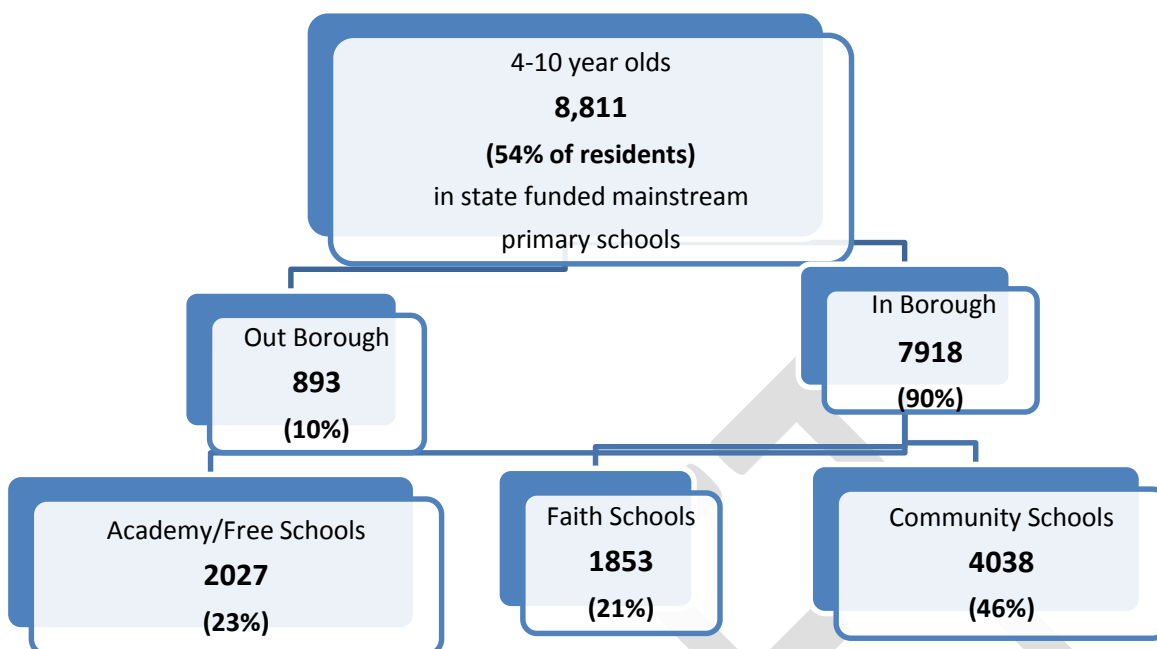 4-10 year olds
8,811
(54% of residents)
in state funded mainstream
primary schools
Out Borough
893
(10%)
In Borough
7918
(90%)
Academy/Free Schools
2027
(23%)
Faith Schools
1853
(21%)
Community Schools
4038
(46%)